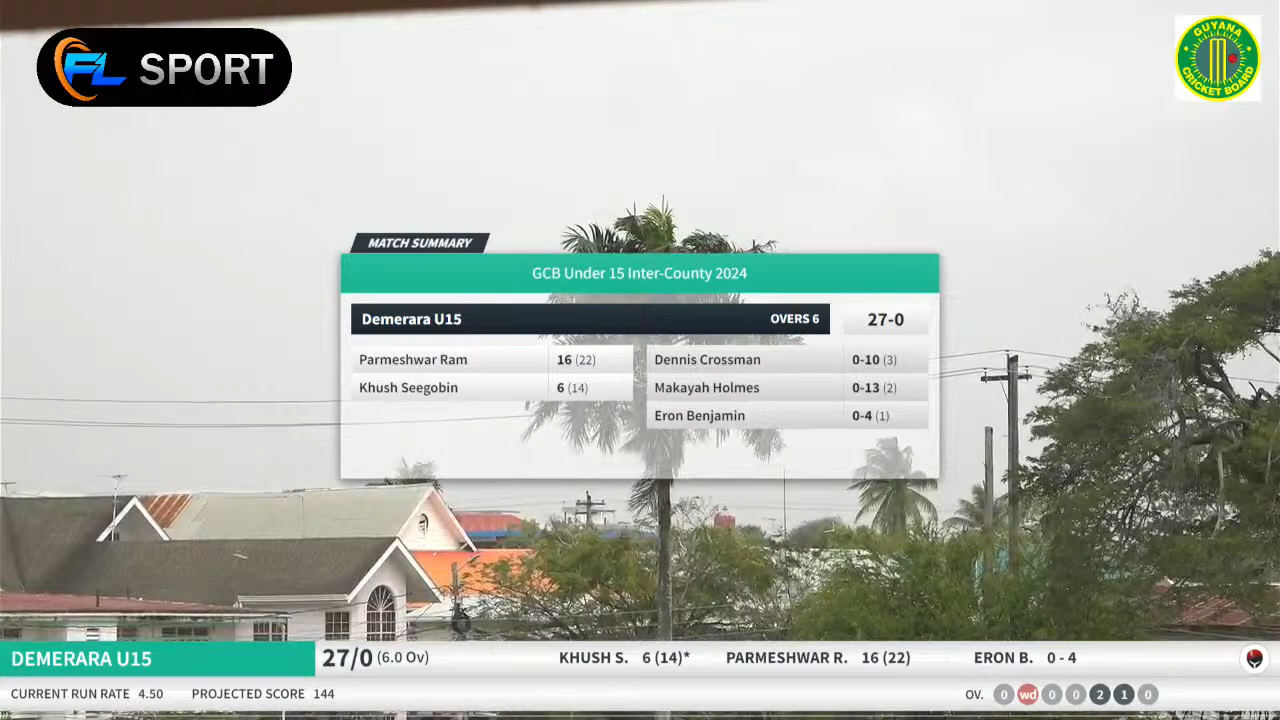 FL SPORT
GUYANA
CRICKET BOARD
MATCH SUMMARY
GCB Under 15 Inter-County 2024
Demerara U15 OVERS 6 27-0
Parmeshwar Ram 16 (22) Dennis Crossman 0-10 (3)
Khush Seegobin 6 (14) Makayah Holmes 0-13 (2)
Eron Benjamin 0-4 (1)
DEMERARA U15 27/0 (6.0 Ov) KHUSH S. 6 (14)* PARMESHWAR R. 16 (22) ERON B. 0 - 4
CURRENT RUN RATE 4.50 PROJECTED SCORE 144 OV. 0 wd 0 0 2 1 0